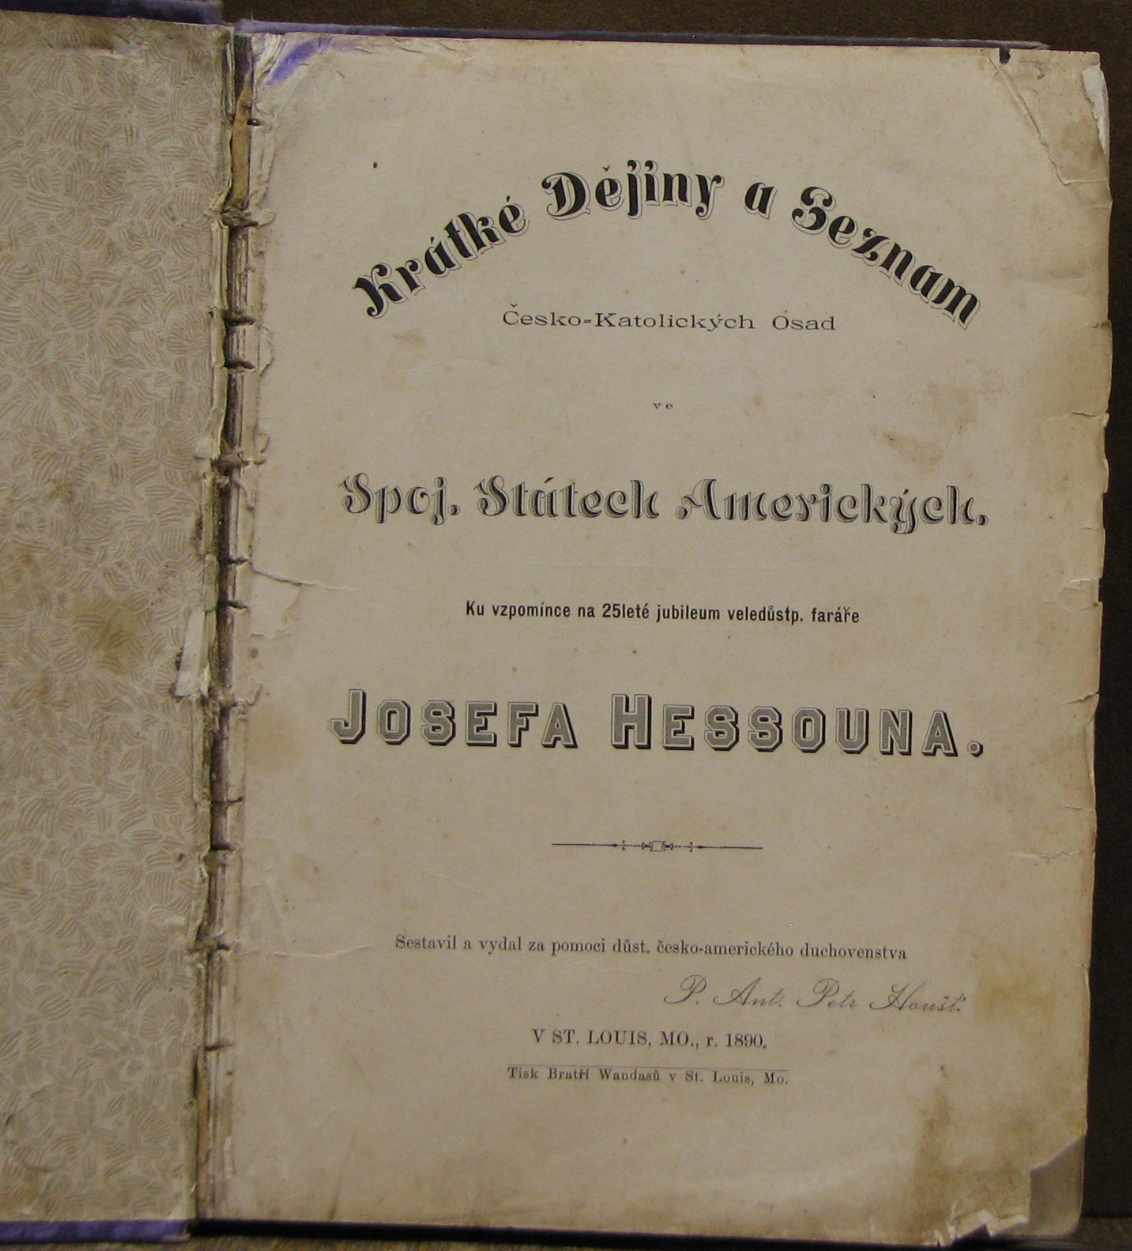 Krátké Dějiny a Seznam
Česko-Katolických Osad
ve
Spoj. Státech Amerických.
Ku vzpomínce na 25leté jubileum veledůstp. faráře
JOSEFA HESSOUNA.
Sestavil a vydal za pomoci důst. česko-amerického duchovenstva
P. Ant. Petr Houšť.
V ST. LOUIS, MO., r. 1890.
Tisk Bratří Wandasů v St. Louis, Mo.